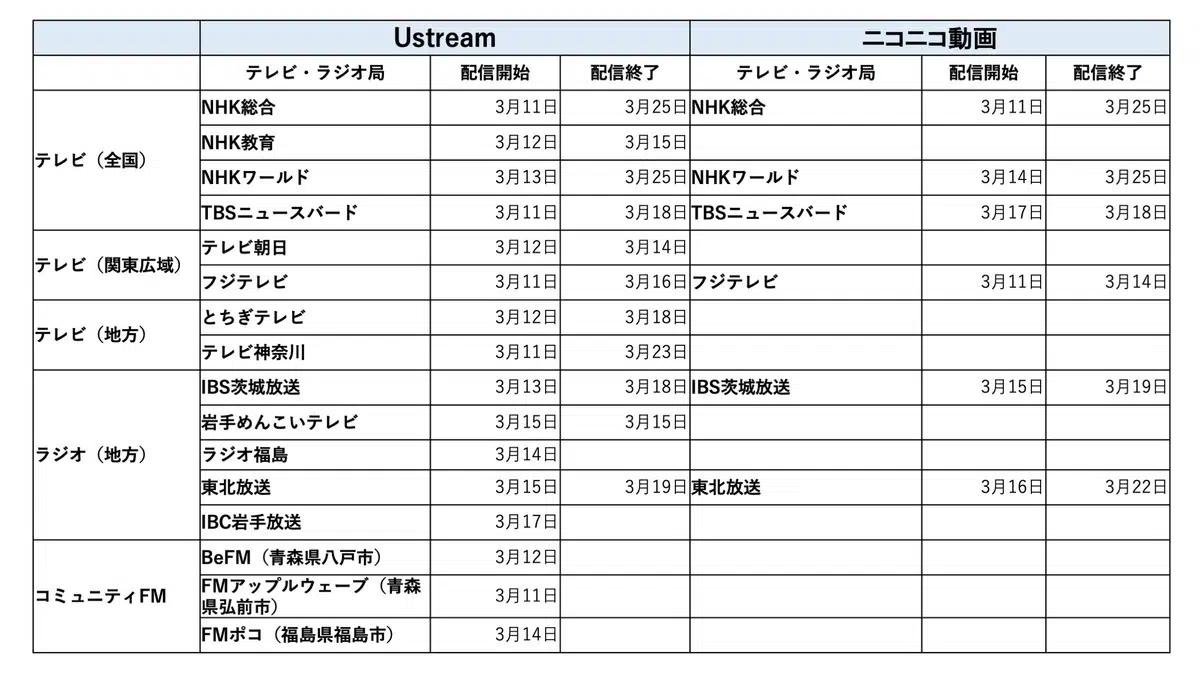 Ustream ニコニコ動画
テレビ・ラジオ局 配信開始 配信終了 テレビ・ラジオ局 配信開始 配信終了
テレビ（全国）
NHK総合 3月11日 3月25日 NHK総合 3月11日 3月25日
NHK教育 3月12日 3月15日
NHKワールド 3月13日 3月25日 NHKワールド 3月14日 3月25日
TBSニュースバード 3月11日 3月18日 TBSニュースバード 3月17日 3月18日
テレビ（関東広域）
テレビ朝日 3月12日 3月14日
フジテレビ 3月11日 3月16日 フジテレビ 3月11日 3月14日
テレビ（地方）
とちぎテレビ 3月12日 3月18日
テレビ神奈川 3月11日 3月23日
ラジオ（地方）
IBS茨城放送 3月13日 3月18日 IBS茨城放送 3月15日 3月19日
岩手めんこいテレビ 3月15日 3月15日
ラジオ福島 3月14日
東北放送 3月15日 3月19日 東北放送 3月16日 3月22日
IBC岩手放送 3月17日
コミュニティFM
BeFM（青森県八戸市） 3月12日
FMアップルウェーブ（青森
県弘前市） 3月11日
FMポコ（福島県福島市） 3月14日